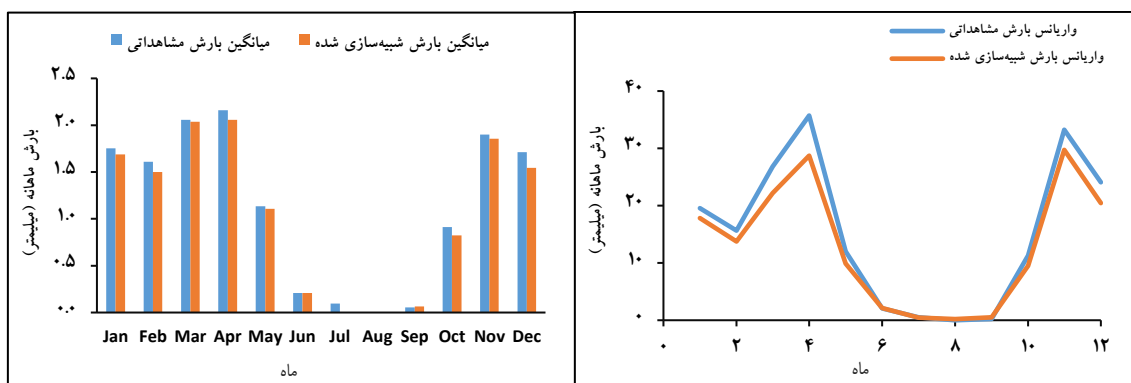 میانگین بارش مشاهداتی
میانگین بارش شبیه‌سازی شده
بارش ماهانه (میلیمتر)
۲.۵
۲.۰
۱.۵
۱.۰
۰.۵
۰.۰
Jan Feb Mar Apr May Jun Jul Aug Sep Oct Nov Dec
ماه
واریانس بارش مشاهداتی
واریانس بارش شبیه‌سازی شده
بارش ماهانه (میلیمتر)
۴۰
۳۰
۲۰
۱۰
۰
۰ ۲ ۴ ۶ ۸ ۱۰ ۱۲
ماه